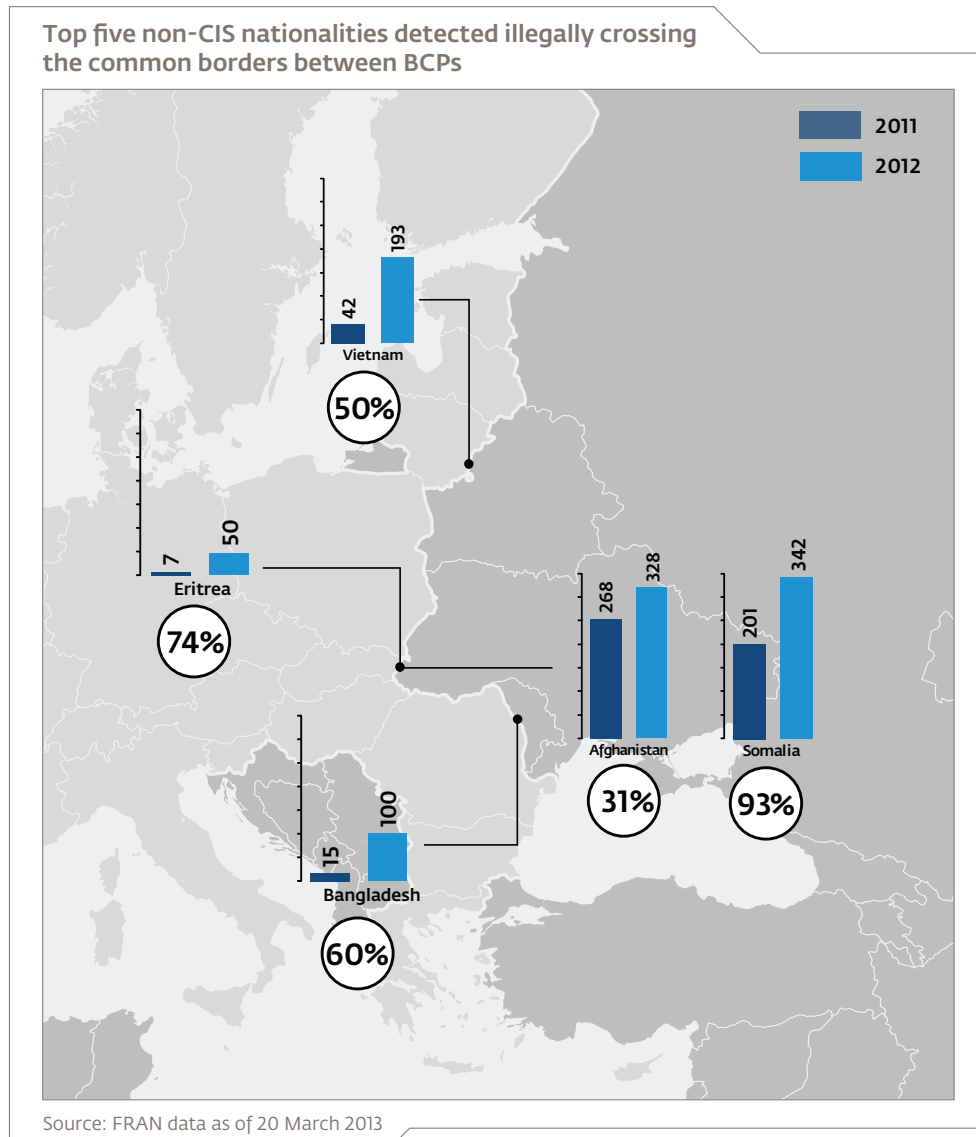 Top five non-CIS nationalities detected illegally crossing
the common borders between BCPs
2011
2012
42
193
Vietnam
50%
7
50
Eritrea
74%
268
328
Afghanistan
31%
201
342
Somalia
93%
15
100
Bangladesh
60%
Source: FRAN data as of 20 March 2013